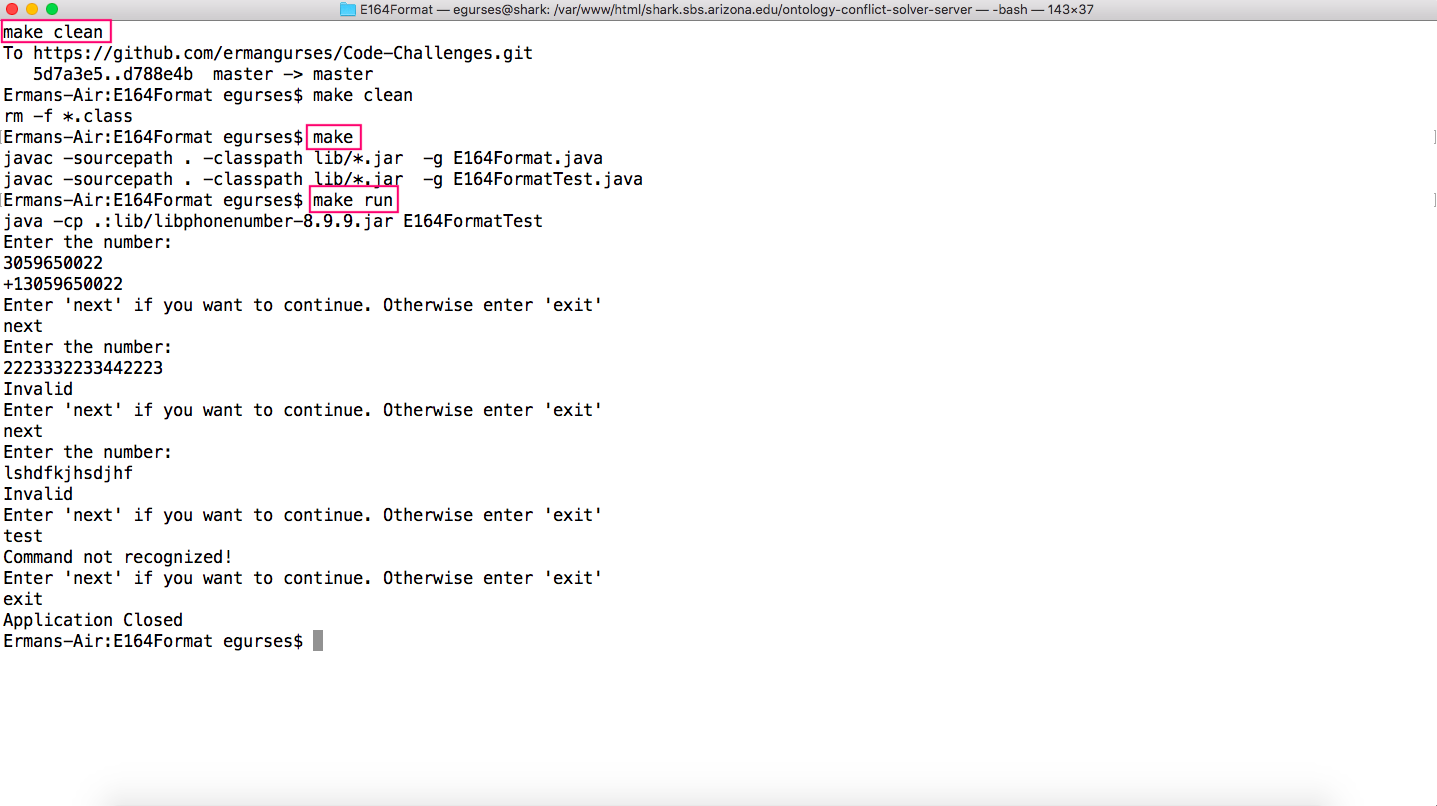 E164Format — egurses@shark: /var/www/html/shark.sbs.arizona.edu/ontology-conflict-solver-server — -bash — 143×37
make clean
To https://github.com/ermangurses/Code-Challenges.git
   5d7a3e5..d788e4b  master -> master
Ermans-Air:E164Format egurses$ make clean
rm -f *.class
[Ermans-Air:E164Format egurses$ make ]
javac -sourcepath . -classpath lib/*.jar  -g E164Format.java
javac -sourcepath . -classpath lib/*.jar  -g E164FormatTest.java
[Ermans-Air:E164Format egurses$ make run ]
java -cp .:lib/libphonenumber-8.9.9.jar E164FormatTest
Enter the number:
3059650022
+13059650022
Enter 'next' if you want to continue. Otherwise enter 'exit'
next
Enter the number:
2223332233442223
Invalid
Enter 'next' if you want to continue. Otherwise enter 'exit'
next
Enter the number:
lshdfkjhsdjhf
Invalid
Enter 'next' if you want to continue. Otherwise enter 'exit'
test
Command not recognized!
Enter 'next' if you want to continue. Otherwise enter 'exit'
exit
Application Closed
Ermans-Air:E164Format egurses$